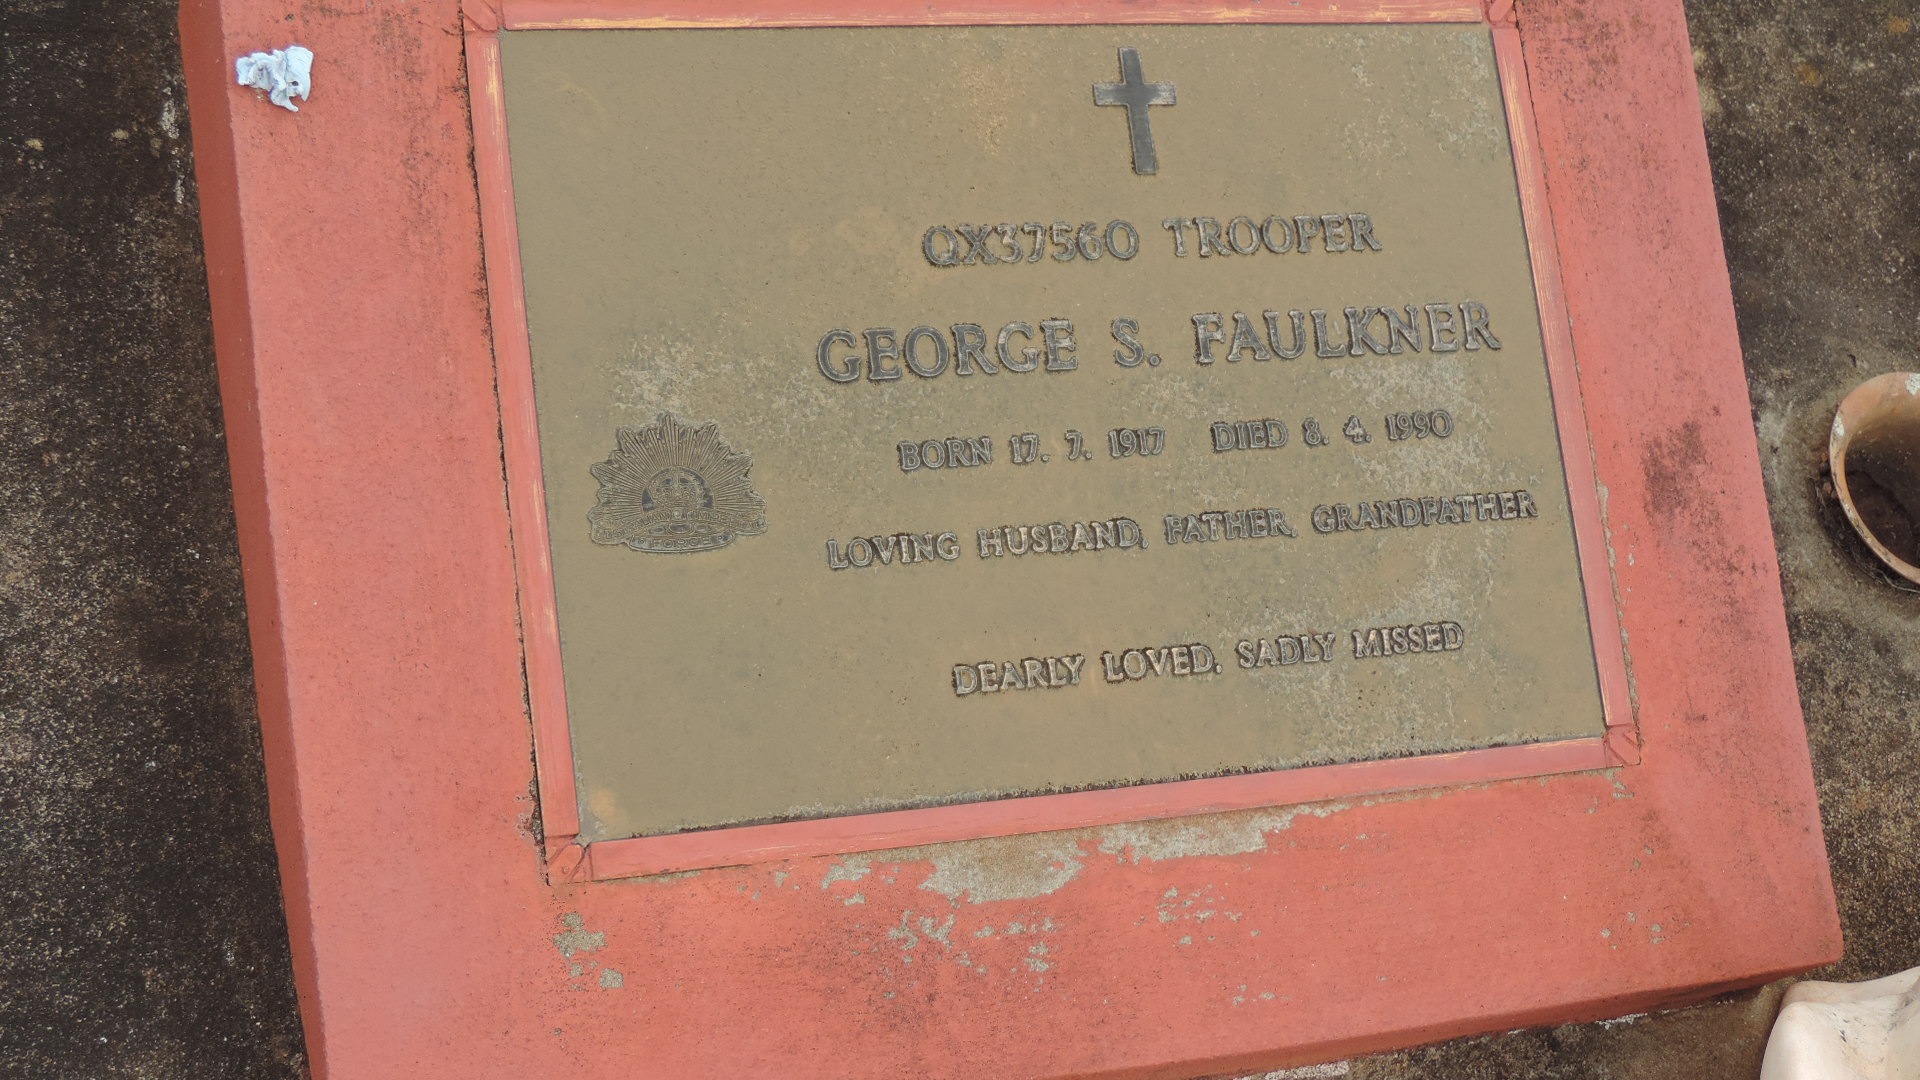 QX37560 TROOPER
GEORGE S. FAULKNER
BORN 17. 7. 1917 DIED 8. 4. 1990
LOVING HUSBAND, FATHER, GRANDFATHER
DEARLY LOVED, SADLY MISSED